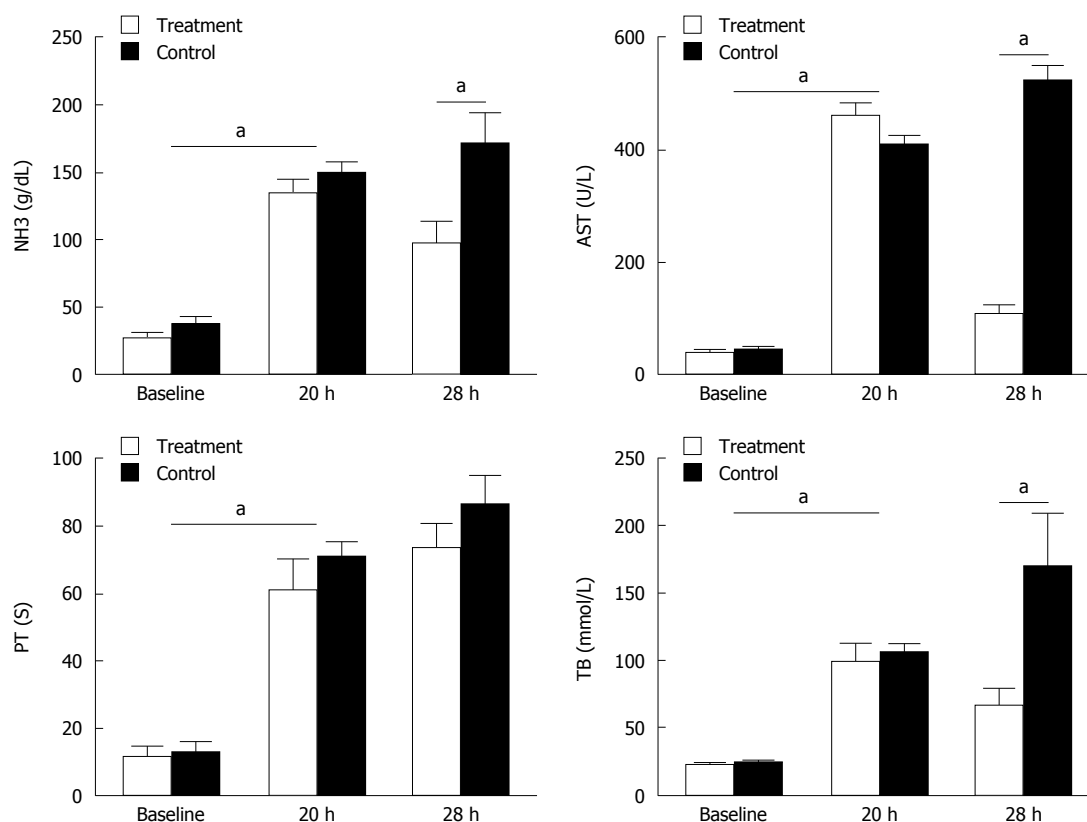 Treatment
Control
250
200
150
100
50
0
NH3 (g/dL)
a
a
Baseline
20 h
28 h
Treatment
Control
600
400
200
0
AST (U/L)
a
a
Baseline
20 h
28 h
Treatment
Control
100
80
60
40
20
0
PT (S)
a
Baseline
20 h
28 h
Treatment
Control
250
200
150
100
50
0
TB (mmol/L)
a
a
Baseline
20 h
28 h